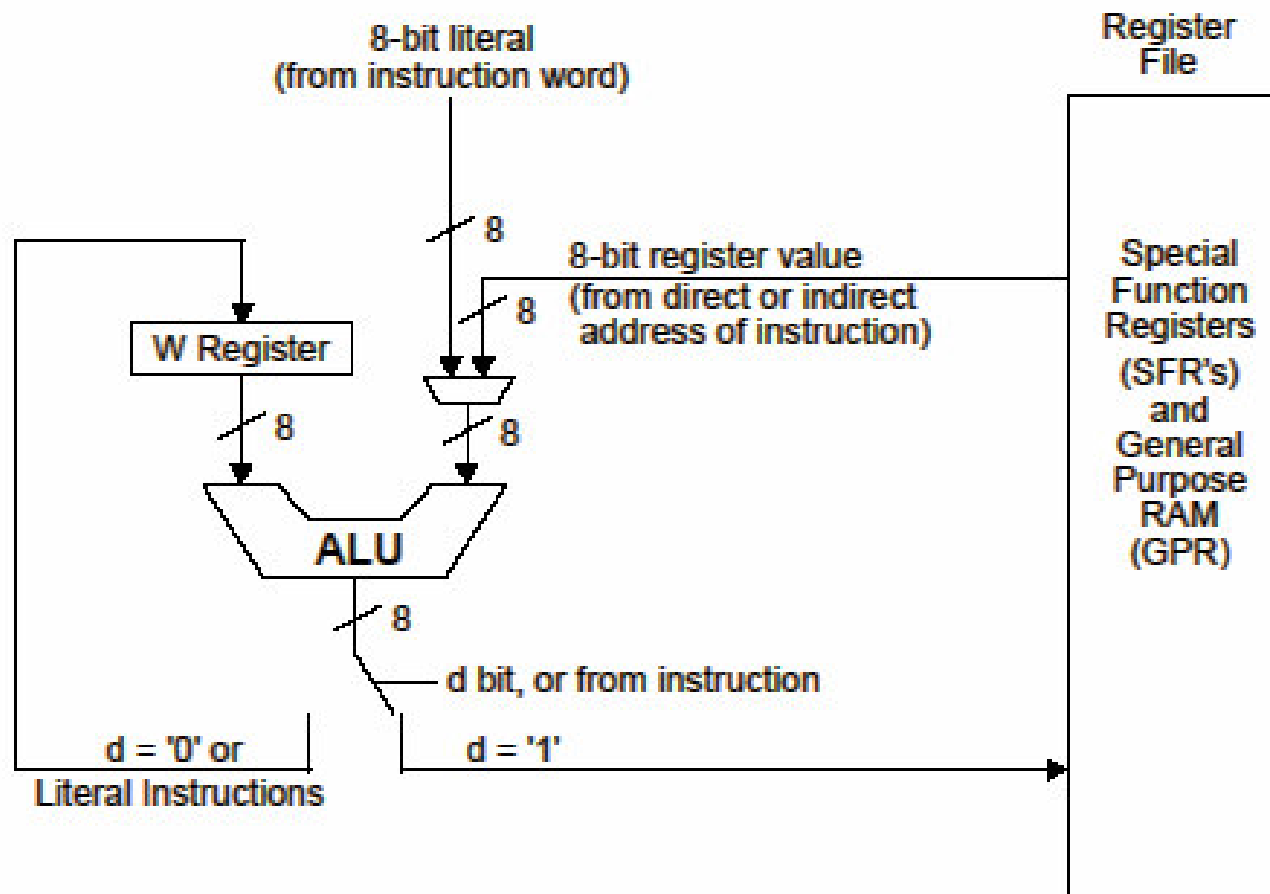 8-bit literal
(from instruction word)
Register
File
8
8-bit register value
8
(from direct or indirect
address of instruction)
W Register
8
8
ALU
8
d bit, or from instruction
d = '0' or
Literal Instructions
d = '1'
Special
Function
Registers
(SFR's)
and
General
Purpose
RAM
(GPR)